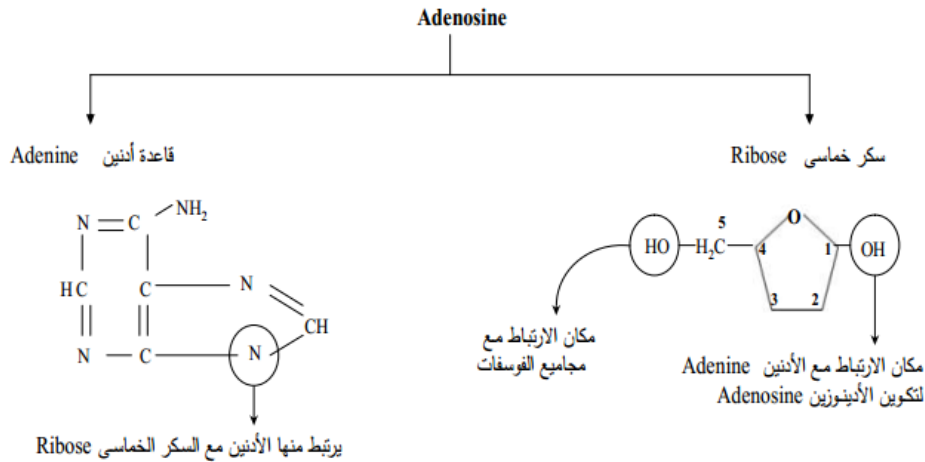 Adenosine
قاعدة أدنين Adenine
سكر خماسى Ribose
N
C
NH₂
HC
C
N
CH
N
C
N
يرتبط منها الأدنين مع السكر الخماسى Ribose
HO
5
H₂C
4
O
1
OH
3
2
مكان الارتباط مع
مجاميع الفوسفات
مكان الارتباط مع الأدنين Adenine
لتكوين الأدينوزين Adenosine